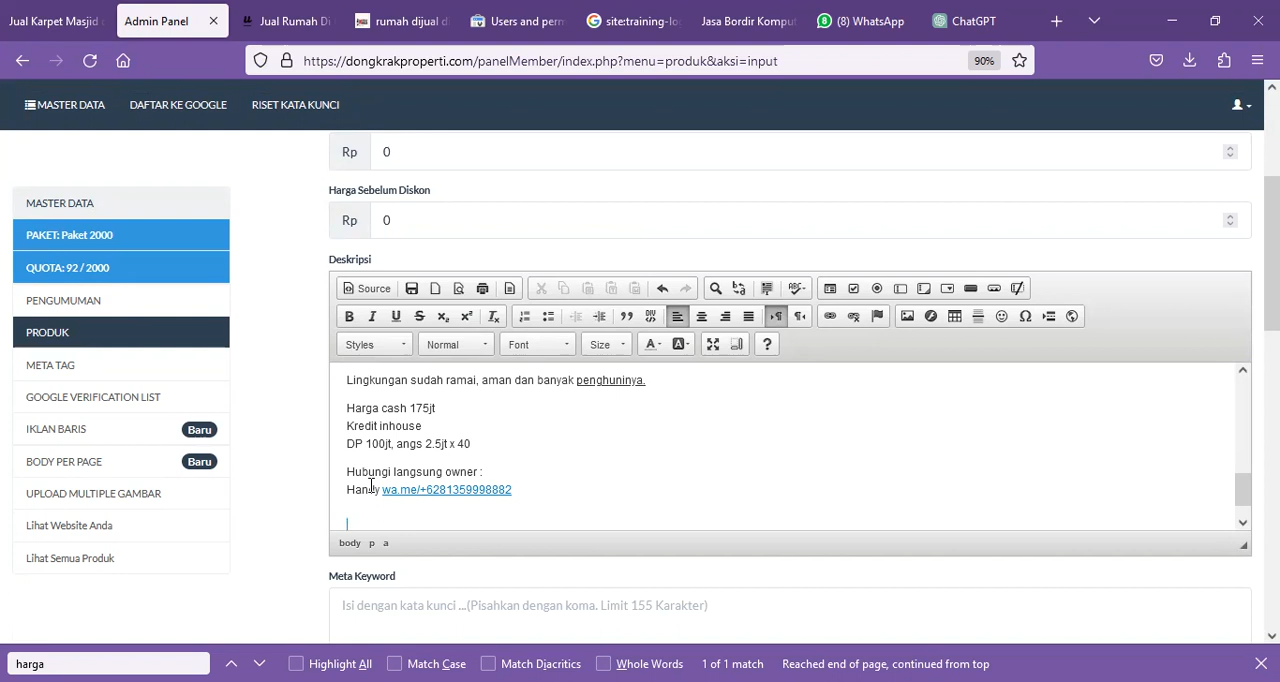 Jual Karpet Masjid
Admin Panel
Jual Rumah Di
rumah dijual d
Users and per
site:training-lo
Jasa Bordir Komput
(8) WhatsApp
ChatGPT
https://dongkrakproperti.com/panelMember/index.php?menu=produk&aksi=input
90%
MASTER DATA
DAFTAR KE GOOGLE
RISET KATA KUNCI
MASTER DATA
PAKET: Paket 2000
QUOTA: 92 / 2000
PENGUMUMAN
PRODUK
META TAG
GOOGLE VERIFICATION LIST
IKLAN BARIS Baru
BODY PER PAGE Baru
UPLOAD MULTIPLE GAMBAR
Lihat Website Anda
Lihat Semua Produk
Rp 0
Harga Sebelum Diskon
Rp 0
Deskripsi
Source
Styles Normal Font Size
Lingkungan sudah ramai, aman dan banyak penghuninya.
Harga cash 175jt
Kredit inhouse
DP 100jt, angs 2.5jt x 40
Hubungi langsung owner :
Handy wa.me/+6281359998882
body p a
Meta Keyword
Isi dengan kata kunci ...(Pisahkan dengan koma. Limit 155 Karakter)
harga
Highlight All
Match Case
Match Diacritics
Whole Words
1 of 1 match
Reached end of page, continued from top